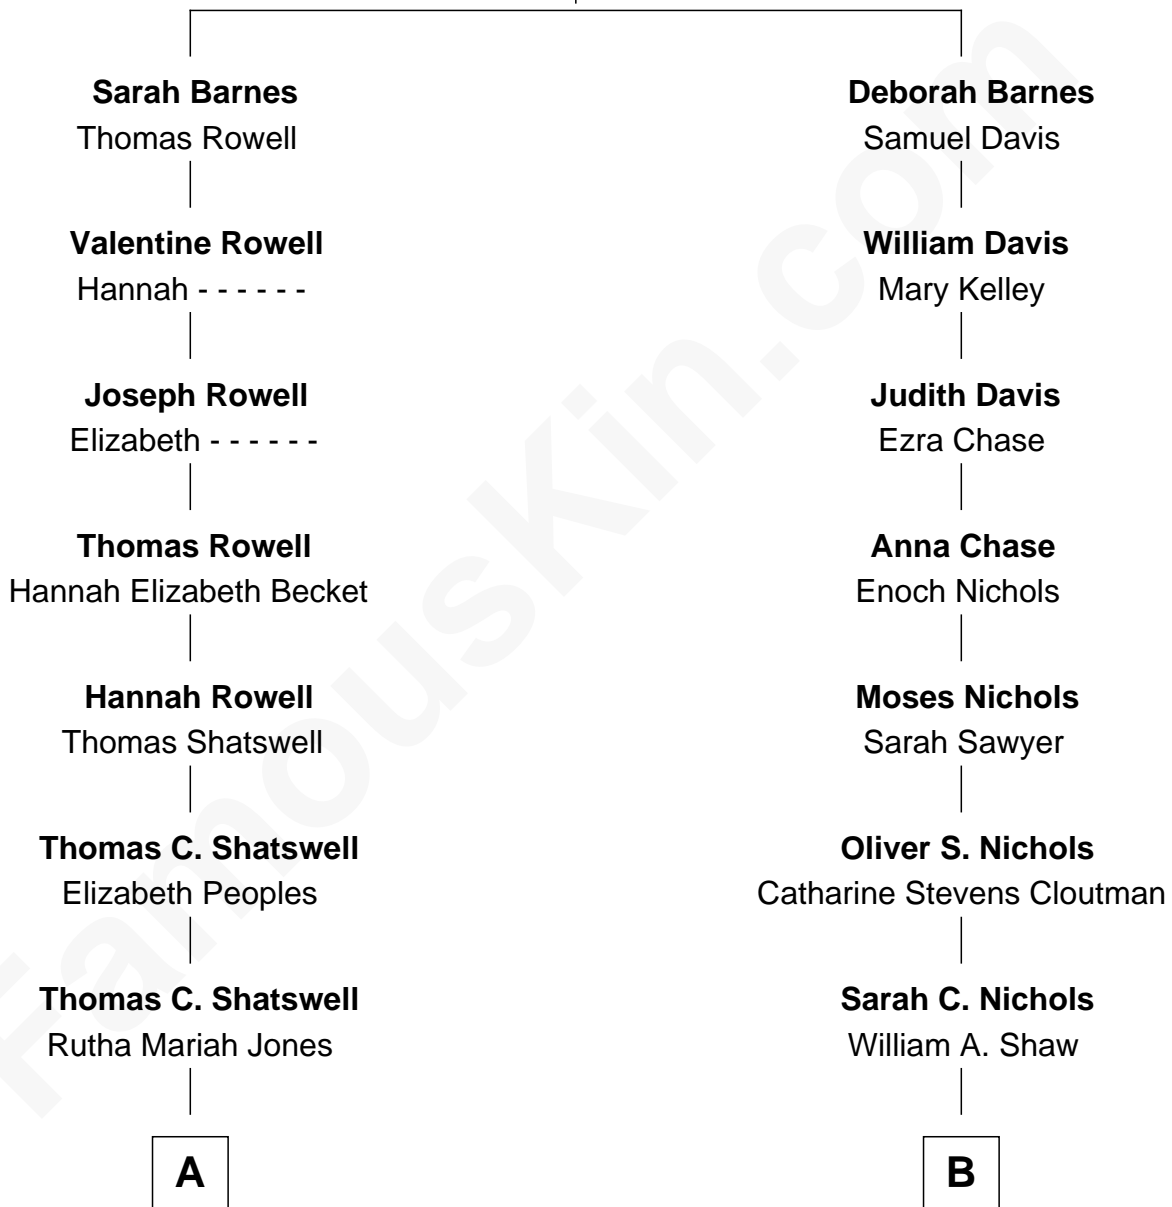 Sarah Barnes
Thomas Rowell
Valentine Rowell
Hannah - - - - - -
Joseph Rowell
Elizabeth - - - - - -
Thomas Rowell
Hannah Elizabeth Becket
Hannah Rowell
Thomas Shatswell
Thomas C. Shatswell
Elizabeth Peoples
Thomas C. Shatswell
Rutha Mariah Jones
A
Deborah Barnes
Samuel Davis
William Davis
Mary Kelley
Judith Davis
Ezra Chase
Anna Chase
Enoch Nichols
Moses Nichols
Sarah Sawyer
Oliver S. Nichols
Catharine Stevens Cloutman
Sarah C. Nichols
William A. Shaw
B
FamousKin.com